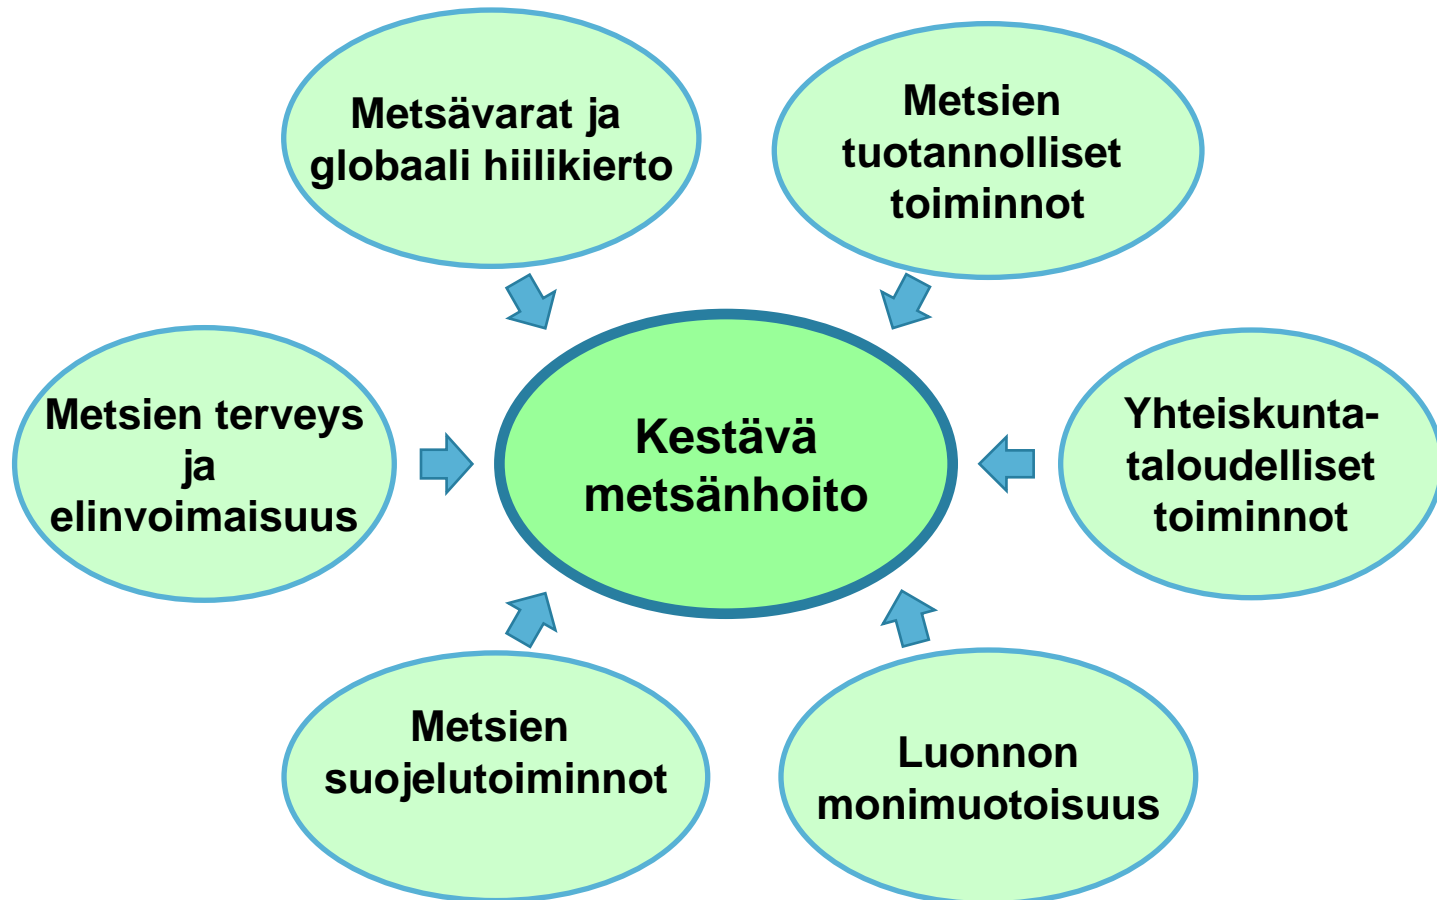 Metsävarat ja
globaali hiilikierto
Metsien
tuotannolliset
toiminnot
Metsien terveys
ja
elinvoimaisuus
Kestävä
metsänhoito
Yhteiskunta-
taloudelliset
toiminnot
Metsien
suojelutoiminnot
Luonnon
monimuotoisuus